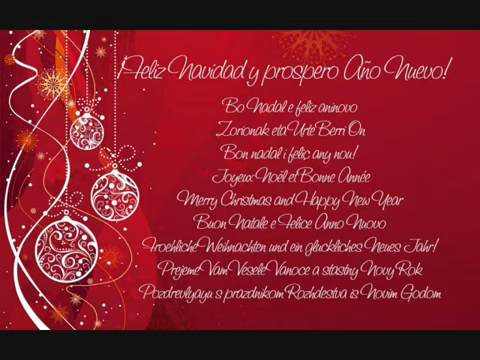 ¡Feliz Navidad y prospero Año Nuevo!
Bo Nadal e feliz aninovo
Zorionak eta Urte Berri On
Bon nadal i feliç any nou!
Joyeux Noël et Bonne Année
Merry Christmas and Happy New Year
Buon Natale e Felice Anno Nuovo
Froehliche Weihnachten und ein gluckliches Neues Jahr!
Prejeme Vam Vesele Vanoce a stastny Novy Rok
Pozdrevlyayu s prazdnikom Rozhdestva is Novim Godom